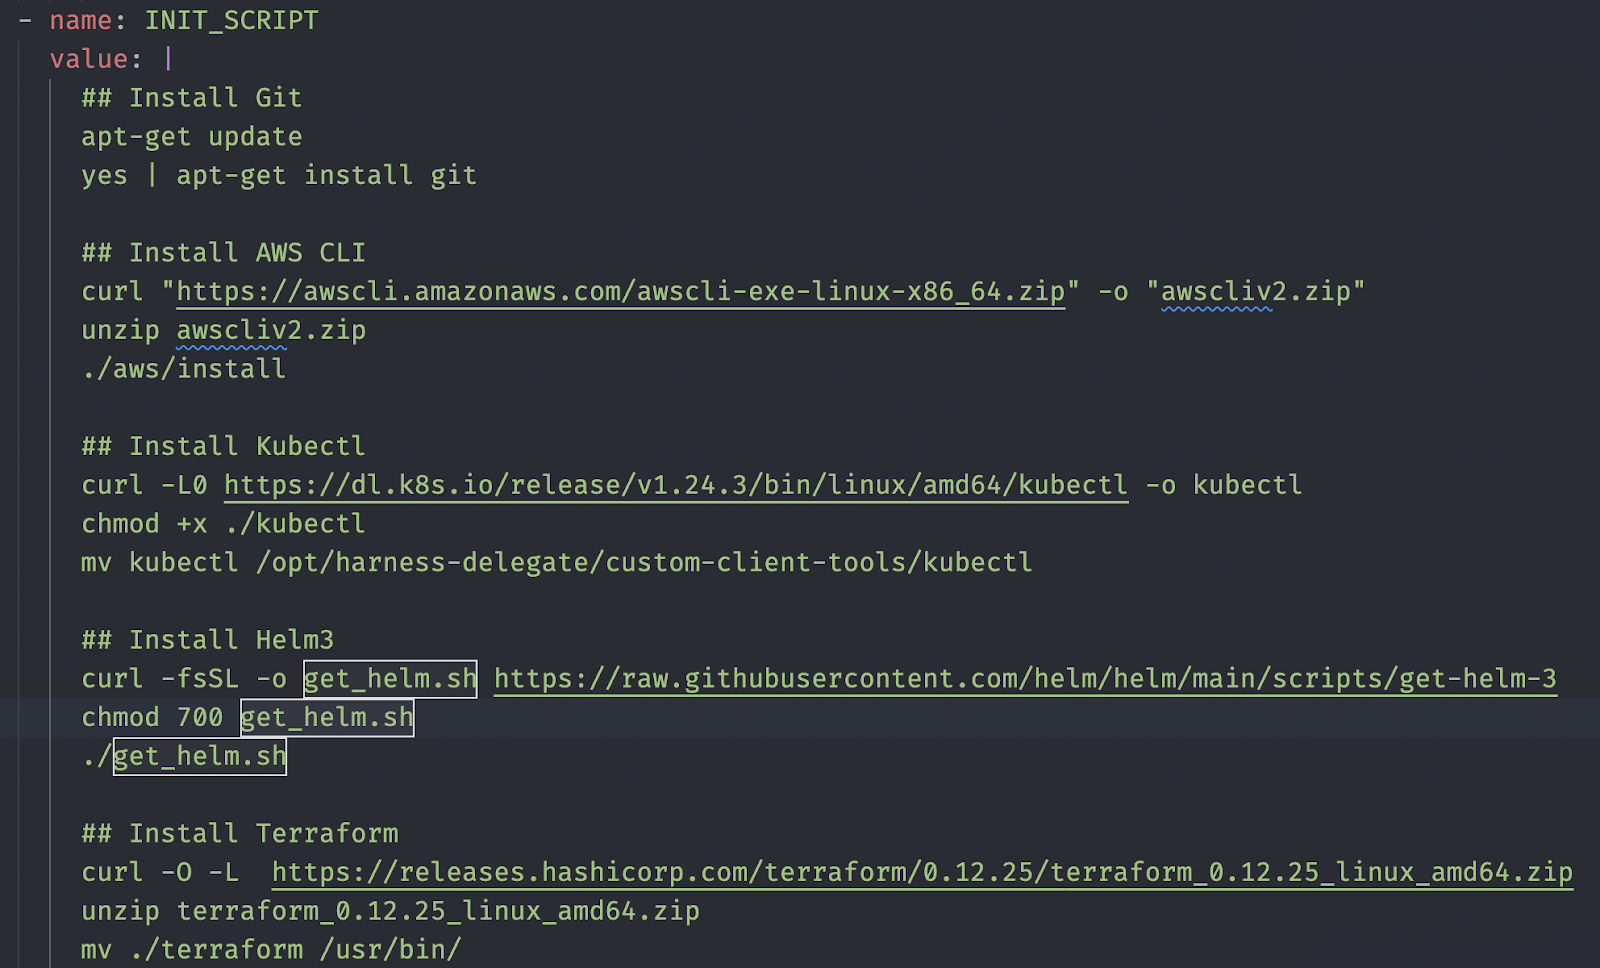 - name: INIT_SCRIPT
value: |
## Install Git
apt-get update
yes | apt-get install git
## Install AWS CLI
curl "https://awscli.amazonaws.com/awscli-exe-linux-x86_64.zip" -o "awscliv2.zip"
unzip awscliv2.zip
./aws/install
## Install Kubectl
curl -L0 https://dl.k8s.io/release/v1.24.3/bin/linux/amd64/kubectl -o kubectl
chmod +x ./kubectl
mv kubectl /opt/harness-delegate/custom-client-tools/kubectl
## Install Helm3
curl -fsSL -o get_helm.sh https://raw.githubusercontent.com/helm/helm/main/scripts/get-helm-3
chmod 700 get_helm.sh
./get_helm.sh
## Install Terraform
curl -O -L  https://releases.hashicorp.com/terraform/0.12.25/terraform_0.12.25_linux_amd64.zip
unzip terraform_0.12.25_linux_amd64.zip
mv ./terraform /usr/bin/